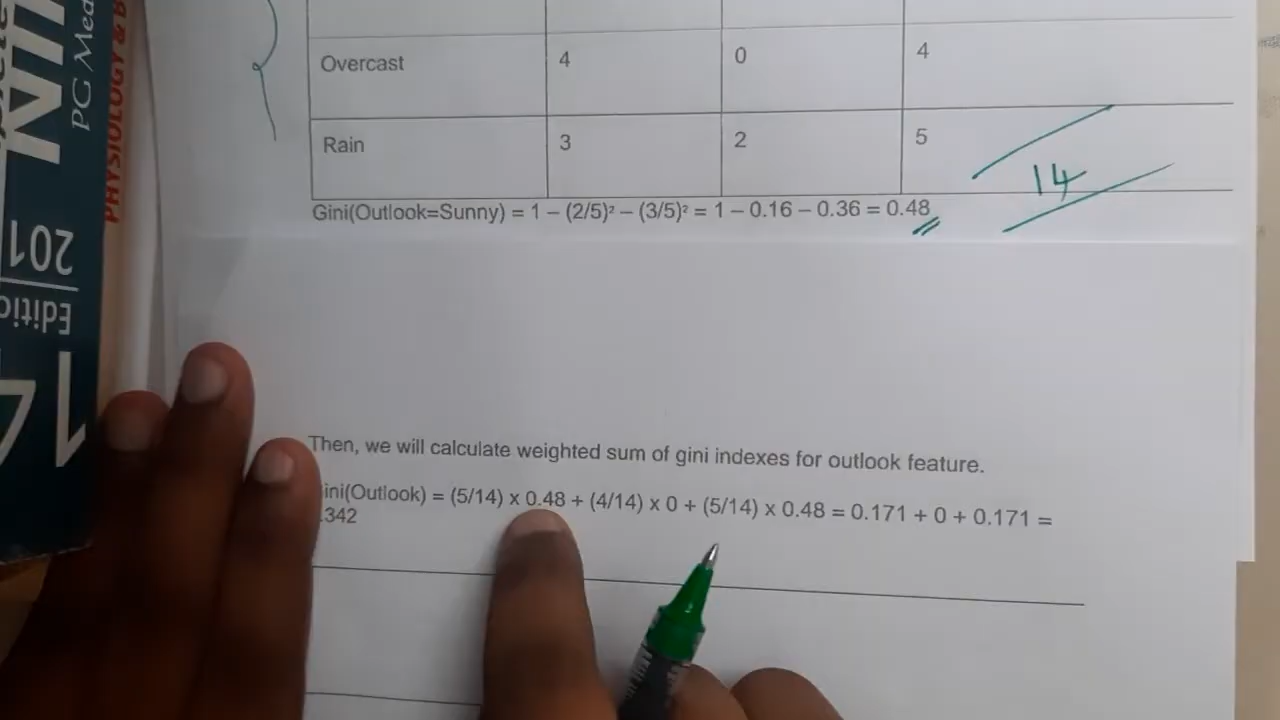 Overcast 4 0 4
Rain 3 2 5
14
Gini(Outlook=Sunny) = 1 – (2/5)² – (3/5)² = 1 – 0.16 – 0.36 = 0.48
Then, we will calculate weighted sum of gini indexes for outlook feature.
ini(Outlook) = (5/14) x 0.48 + (4/14) x 0 + (5/14) x 0.48 = 0.171 + 0 + 0.171 =
.342
PG Med
PHYSIOLOGY & B
201
Editio
14